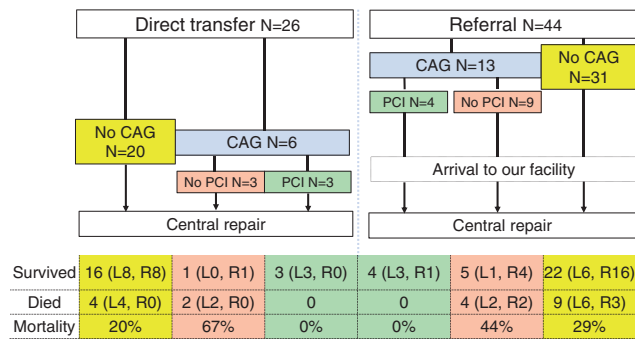 Direct transfer N=26
Referral N=44
CAG N=13
No CAG
N=31
PCI N=4
No PCI N=9
No CAG
N=20
CAG N=6
No PCI N=3
PCI N=3
Arrival to our facility
Central repair
Central repair
Survived 16 (L8, R8) 1 (L0, R1) 3 (L3, R0) 4 (L3, R1) 5 (L1, R4) 22 (L6, R16)
Died 4 (L4, R0) 2 (L2, R0) 0 0 4 (L2, R2) 9 (L6, R3)
Mortality 20% 67% 0% 0% 44% 29%